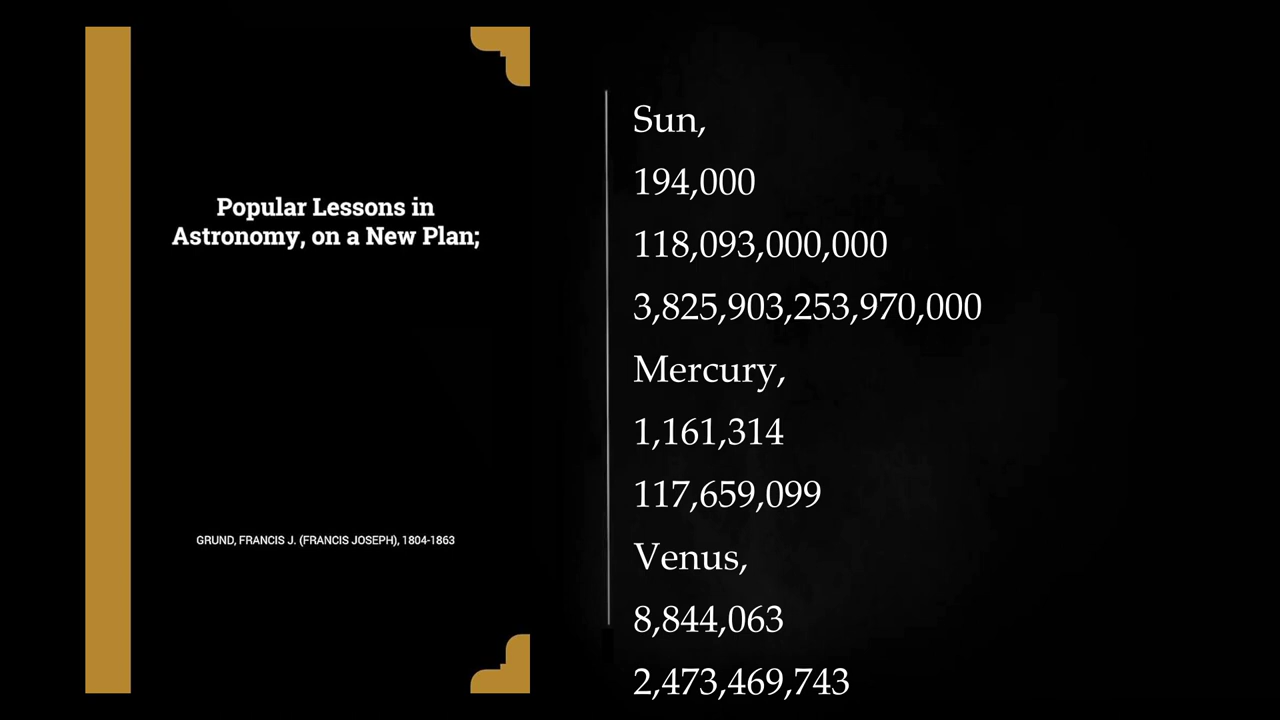 Popular Lessons in
Astronomy, on a New Plan;
GRUND, FRANCIS J. (FRANCIS JOSEPH), 1804-1863
Sun,
194,000
118,093,000,000
3,825,903,253,970,000
Mercury,
1,161,314
117,659,099
Venus,
8,844,063
2,473,469,743